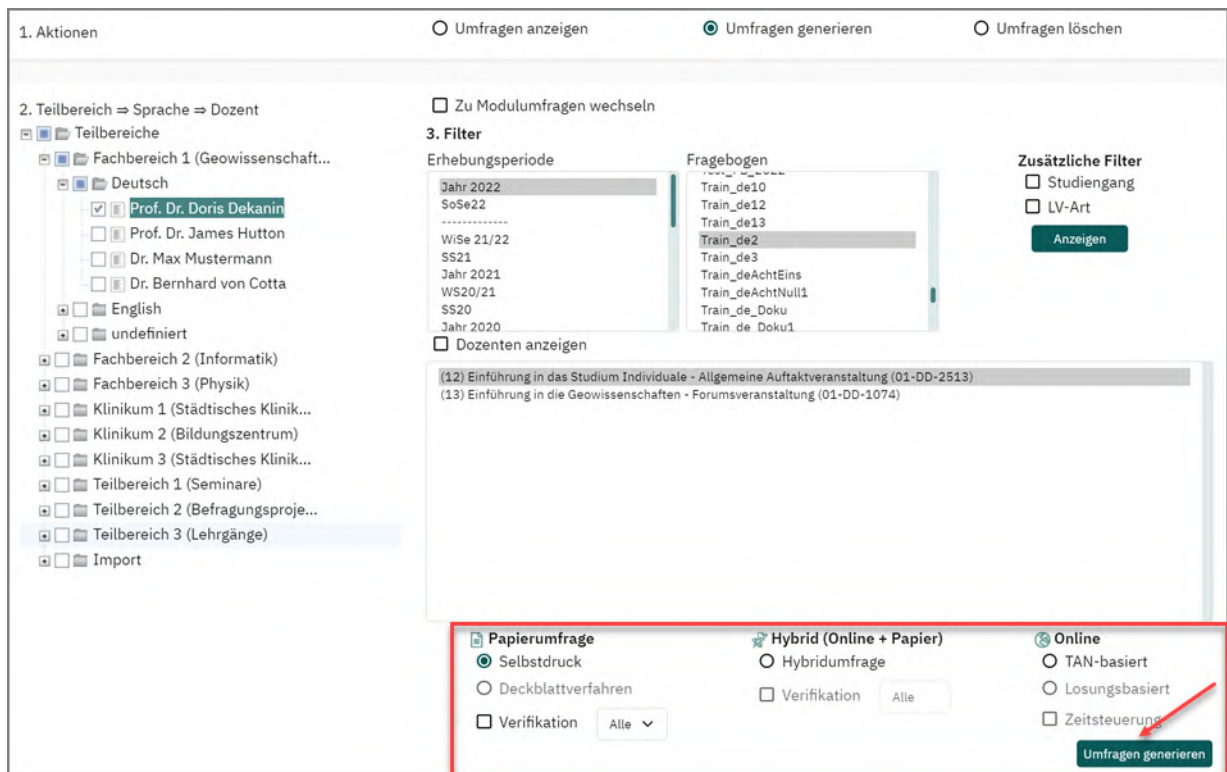 1. Aktionen
Umfragen anzeigen
Umfragen generieren
Umfragen löschen
2. Teilbereich ⇒ Sprache ⇒ Dozent
Teilbereiche
Fachbereich 1 (Geowissenschaft...
Deutsch
Prof. Dr. Doris Dekanin
Prof. Dr. James Hutton
Dr. Max Mustermann
Dr. Bernhard von Cotta
English
undefiniert
Fachbereich 2 (Informatik)
Fachbereich 3 (Physik)
Klinikum 1 (Städtisches Klinik...
Klinikum 2 (Bildungszentrum)
Klinikum 3 (Städtisches Klinik...
Teilbereich 1 (Seminare)
Teilbereich 2 (Befragungsproje...
Teilbereich 3 (Lehrgänge)
Import
Zu Modulumfragen wechseln
3. Filter
Erhebungsperiode
Jahr 2022
SoSe22
-------------
WiSe 21/22
SS21
Jahr 2021
WS20/21
SS20
Jahr 2020
Fragebogen
Train_de10
Train_de12
Train_de13
Train_de2
Train_de3
Train_deAchtEins
Train_deAchtNull1
Train_de_Doku
Train_de_Doku1
Zusätzliche Filter
Studiengang
LV-Art
Anzeigen
Dozenten anzeigen
(12) Einführung in das Studium Individuale - Allgemeine Auftaktveranstaltung (01-DD-2513)
(13) Einführung in die Geowissenschaften - Forumsveranstaltung (01-DD-1074)
Papierumfrage
Selbstdruck
Deckblattverfahren
Verifikation Alle
Hybrid (Online + Papier)
Hybridumfrage
Verifikation Alle
Online
TAN-basiert
Losungsbasiert
Zeitsteuerung
Umfragen generieren